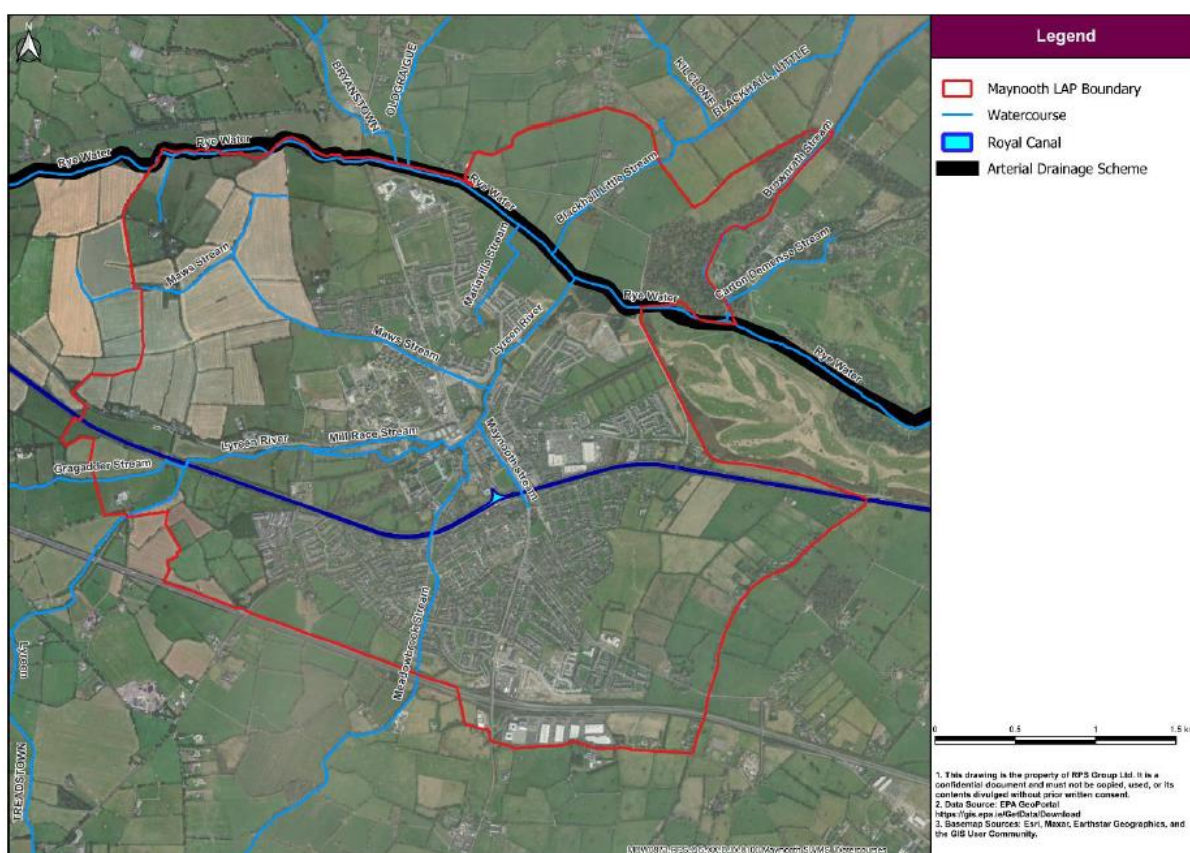 N
Legend
Maynooth LAP Boundary
Watercourse
Royal Canal
Arterial Drainage Scheme
BRYANSTOWN
OLDGRAIGUE
KILCLONE
BLACKHALL LITTLE
Rye Water
Rye Water
Rye Water
Blackhall Little Stream
Brownrath Stream
Mariavilla Stream
Carton Demense Stream
Maws Stream
Rye Water
Lyreen River
Maws Stream
Rye Water
Lyreen River
Mill Race Stream
Maynooth Stream
Gragadder Stream
Meadowbrook Stream
Lyreen
TREADSTOWN
0 0.5 1 1.5 k
1. This drawing is the property of RPS Group Ltd. It is a
confidential document and must not be copied, used, or its
contents divulged without prior written consent.
2. Data Source: EPA GeoPortal
https://gis.epa.ie/GetData/Download
3. Basemap Sources: Esri, Maxar, Earthstar Geographics, and
the GIS User Community.